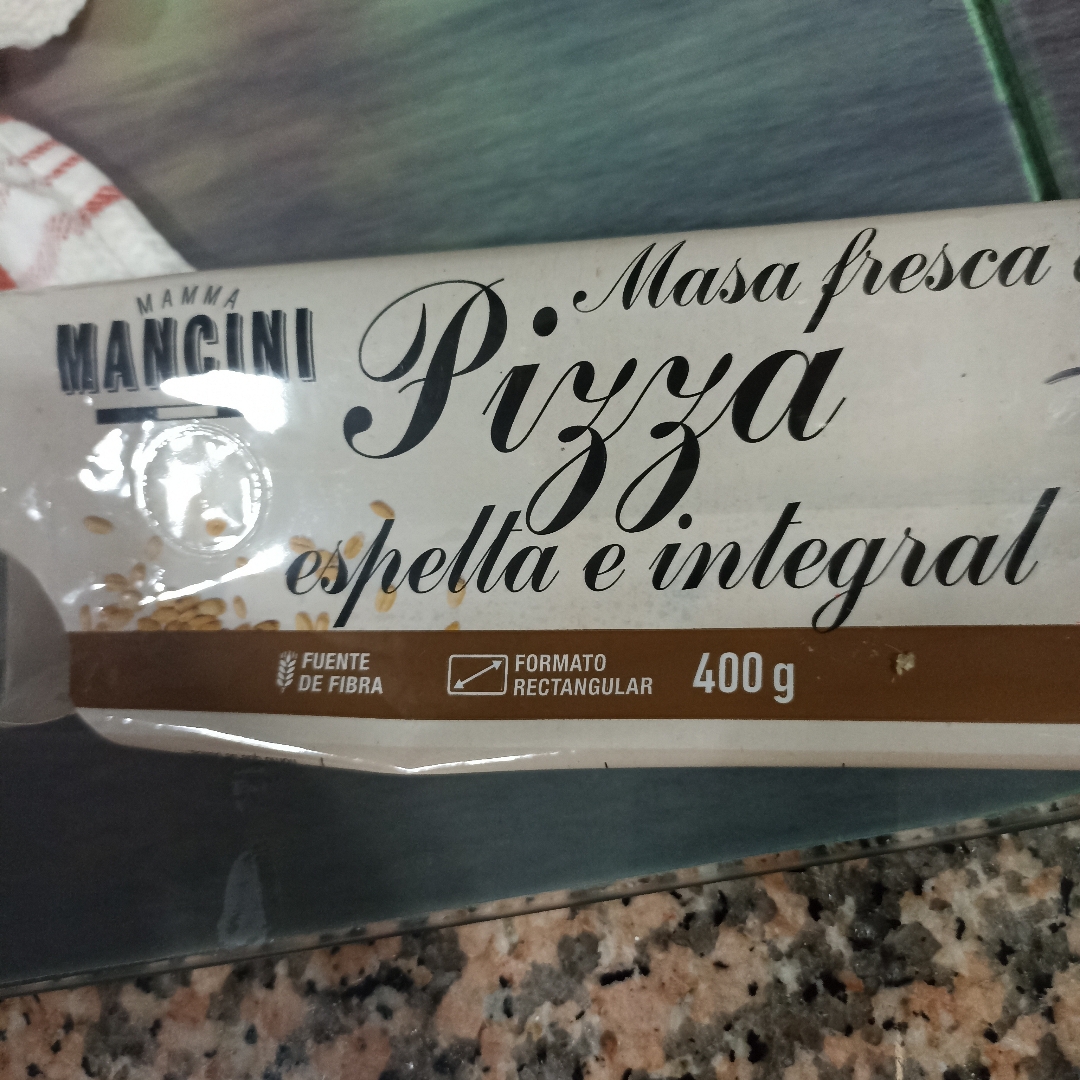 MAMMA
MANCINI
Masa fresca
Pizza
espelta e integral
FUENTE
DE FIBRA
FORMATO
RECTANGULAR
400 g